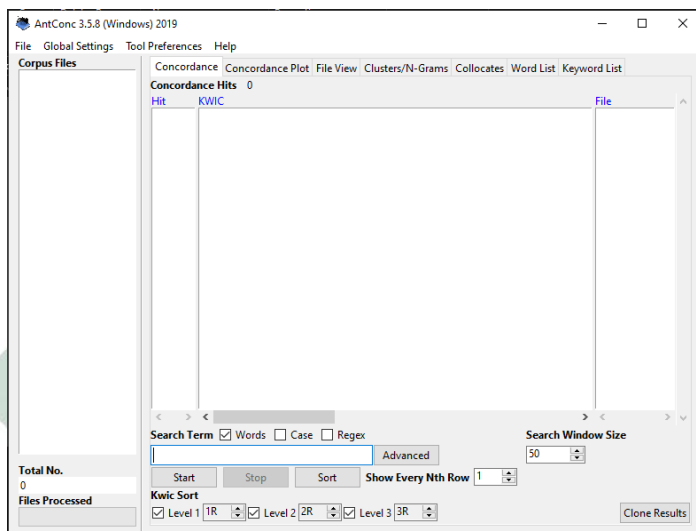 AntConc 3.5.8 (Windows) 2019
File Global Settings Tool Preferences Help
Corpus Files
Concordance Concordance Plot File View Clusters/N-Grams Collocates Word List Keyword List
Concordance Hits 0
Hit KWIC File
Search Term Words Case Regex Search Window Size
Advanced 50
Total No.
0
Files Processed
Start Stop Sort Show Every Nth Row 1
Kwic Sort
Level 1 1R Level 2 2R Level 3 3R Clone Results